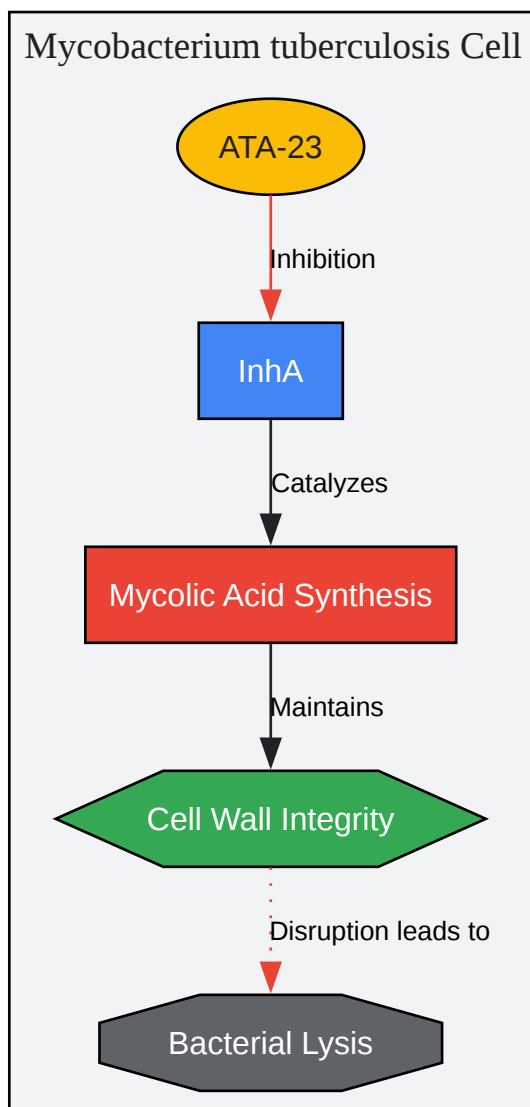 Mycobacterium tuberculosis Cell
ATA-23
Inhibition
InhA
Catalyzes
Mycolic Acid Synthesis
Maintains
Cell Wall Integrity
Disruption leads to
Bacterial Lysis